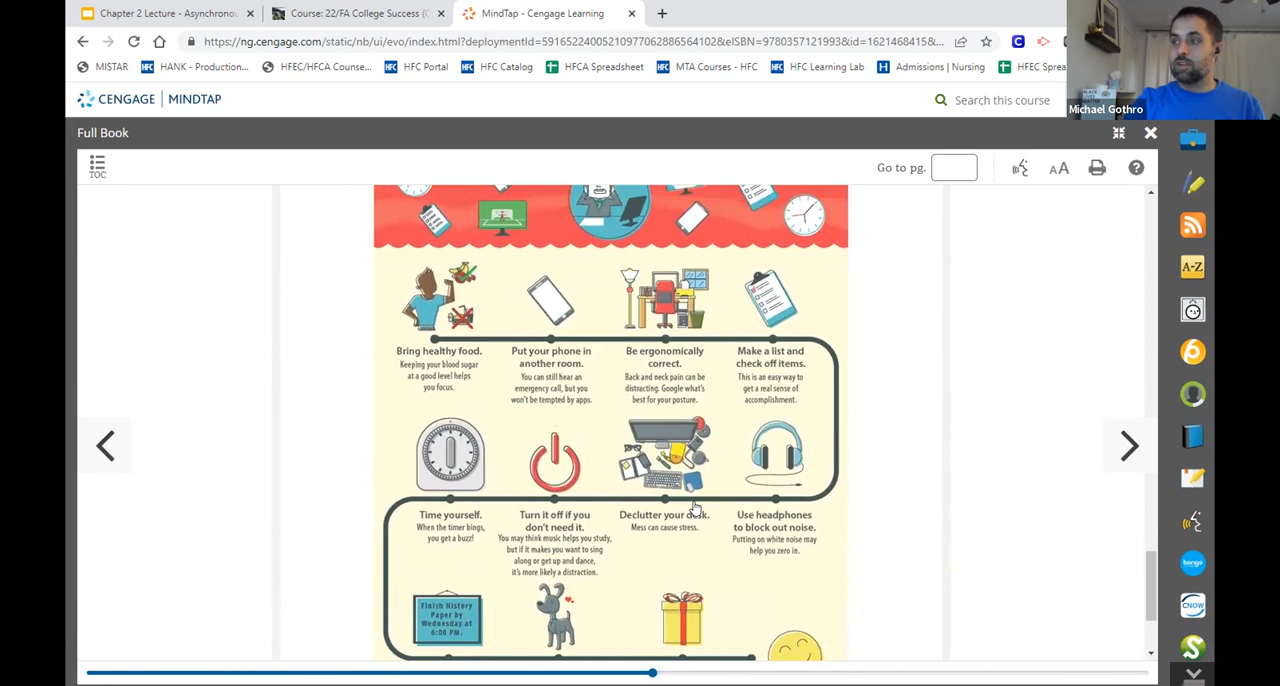 Chapter 2 Lecture - Asynchronou
Course: 22/FA College Success (
MindTap - Cengage Learning
https://ng.cengage.com/static/nb/ui/evo/index.html?deploymentId=59165224005210977062886564102&eISBN=9780357121993&id=1621468415&...
MISTAR
HANK - Production...
HFEC/HFCA Counse...
HFC Portal
HFC Catalog
HFCA Spreadsheet
MTA Courses - HFC
HFC Learning Lab
Admissions | Nursing
HFEC Sprea
Michael Gothro
CENGAGE | MINDTAP
Search this course
Full Book
TOC
Go to pg.
AA
A-Z
Bring healthy food.
Keeping your blood sugar
at a good level helps
you focus.
Put your phone in
another room.
You can still hear an
emergency call, but you
won't be tempted by apps.
Be ergonomically
correct.
Back and neck pain can be
distracting. Google what's
best for your posture.
Make a list and
check off items.
This is an easy way to
get a real sense of
accomplishment.
Time yourself.
When the timer bings,
you get a buzz!
Turn it off if you
don't need it.
You may think music helps you study,
but if it makes you want to sing
along or get up and dance,
it's more likely a distraction.
Declutter your
Mess can cause stress.
Use headphones
to block out noise.
Putting on white noise may
help you zero in.
Finish History
Paper by
Wednesday at
6:00 PM.
bongo
CNOW